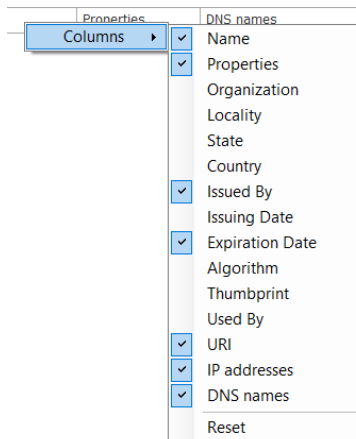 Properties DNS names
Columns
Name
Properties
Organization
Locality
State
Country
Issued By
Issuing Date
Expiration Date
Algorithm
Thumbprint
Used By
URI
IP addresses
DNS names
Reset